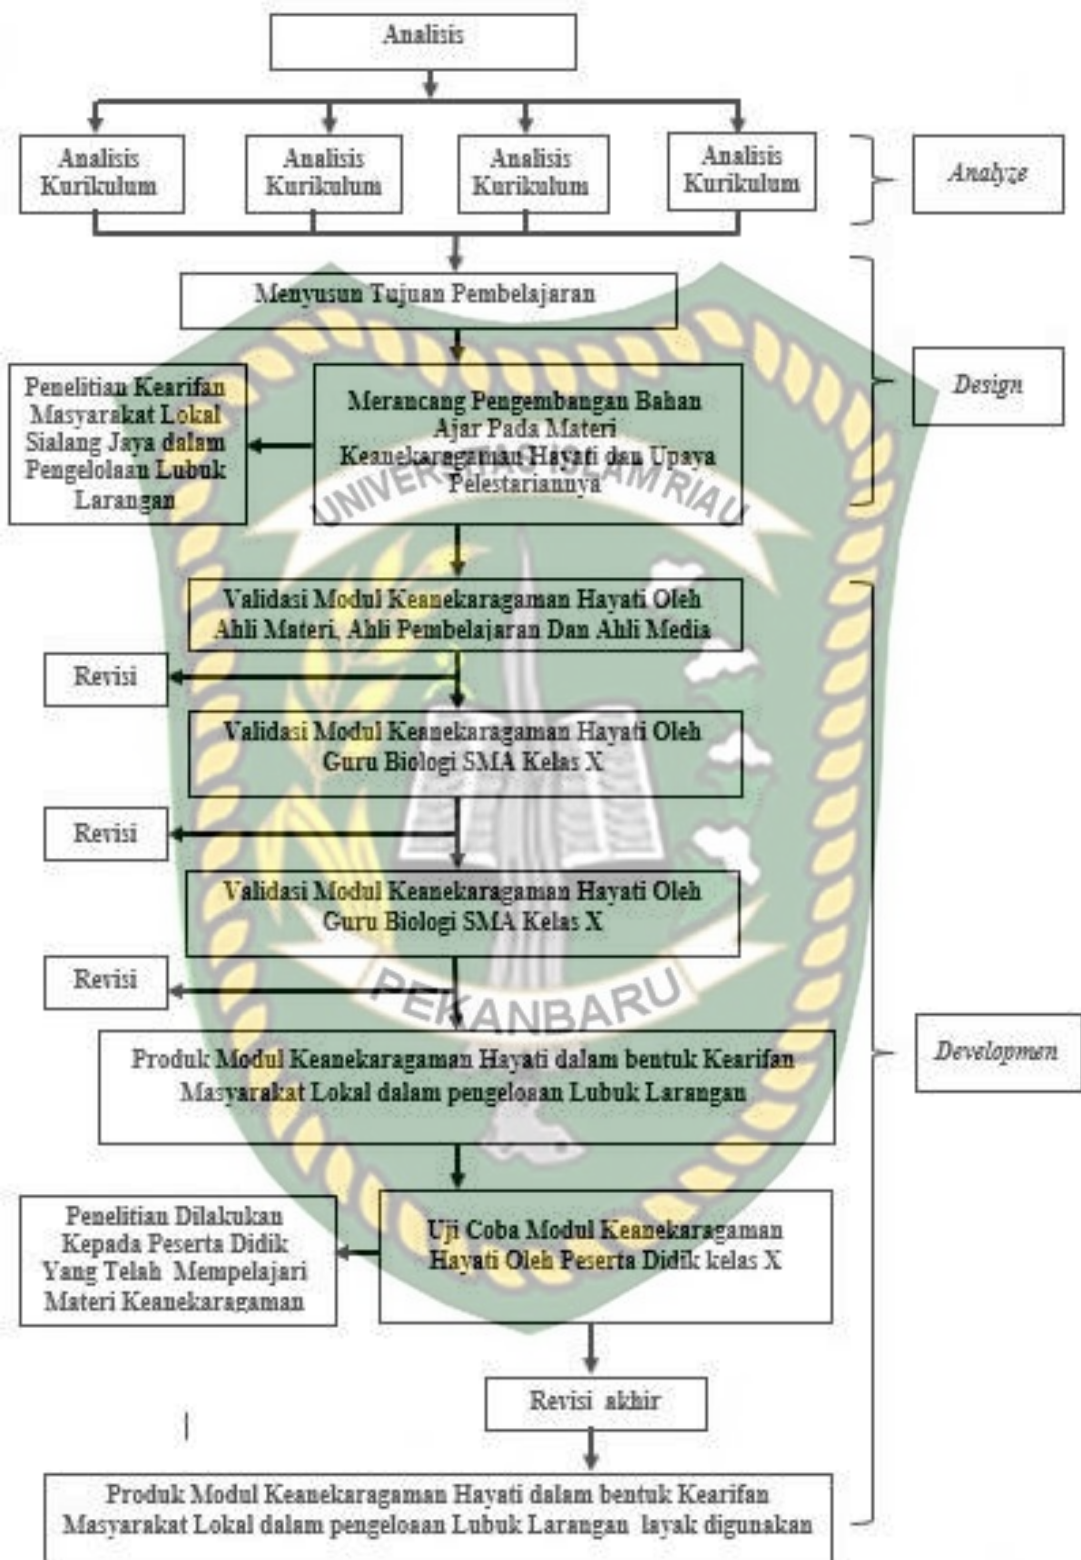 Analisis
Analisis
Kurikulum
Analisis
Kurikulum
Analisis
Kurikulum
Analisis
Kurikulum
Analyze
Menyusun Tujuan Pembelajaran
Penelitian Kearifan
Masyarakat Lokal
Sialang Jaya dalam
Pengelolaan Lubuk
Larangan
Merancang Pengembangan Bahan
Ajar Pada Materi
Keanekaragaman Hayati dan Upaya
Pelestariannya
Design
UNIVERSITAS ISLAM RIAU
Validasi Modul Keanekaragaman Hayati Oleh
Ahli Materi, Ahli Pembelajaran Dan Ahli Media
Revisi
Validasi Modul Keanekaragaman Hayati Oleh
Guru Biologi SMA Kelas X
Revisi
Validasi Modul Keanekaragaman Hayati Oleh
Guru Biologi SMA Kelas X
Revisi
PEKANBARU
Produk Modul Keanekaragaman Hayati dalam bentuk Kearifan
Masyarakat Lokal dalam pengeloaan Lubuk Larangan
Developmen
Penelitian Dilakukan
Kepada Peserta Didik
Yang Telah Mempelajari
Materi Keanekaragaman
Uji Coba Modul Keanekaragaman
Hayati Oleh Peserta Didik kelas X
Revisi akhir
Produk Modul Keanekaragaman Hayati dalam bentuk Kearifan
Masyarakat Lokal dalam pengeloaan Lubuk Larangan layak digunakan